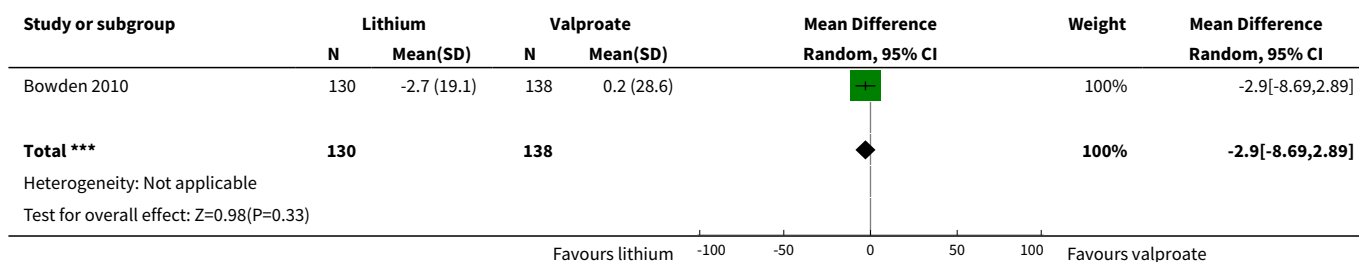 Study or subgroup Lithium Valproate Mean Difference Weight Mean Difference
N Mean(SD) N Mean(SD) Random, 95% CI Random, 95% CI
Bowden 2010 130 -2.7 (19.1) 138 0.2 (28.6) 100% -2.9[-8.69,2.89]
Total *** 130 138 100% -2.9[-8.69,2.89]
Heterogeneity: Not applicable
Test for overall effect: Z=0.98(P=0.33)
Favours lithium -100 -50 0 50 100 Favours valproate